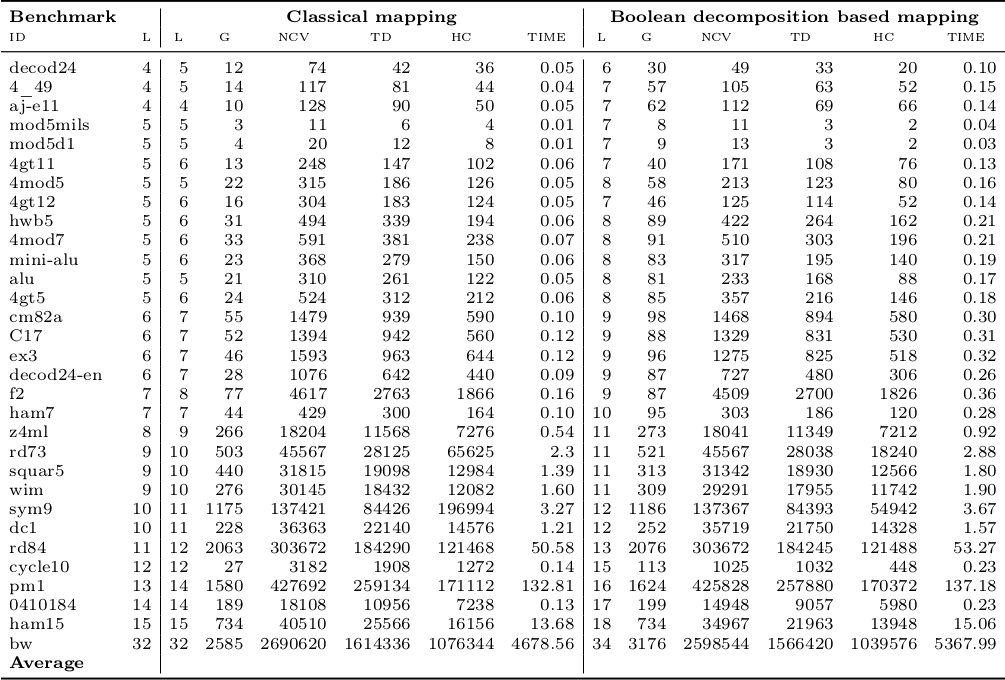 Benchmark Classical mapping Boolean decomposition based mapping
ID L L G NCV TD HC TIME L G NCV TD HC TIME
decod24 4 5 12 74 42 36 0.05 6 30 49 33 20 0.10
4_49 4 5 14 117 81 44 0.04 7 57 105 63 52 0.15
aj-e11 4 4 10 128 90 50 0.05 7 62 112 69 66 0.14
mod5mils 5 5 3 11 6 4 0.01 7 8 11 3 2 0.04
mod5d1 5 5 4 20 12 8 0.01 7 9 13 3 2 0.03
4gt11 5 6 13 248 147 102 0.06 7 40 171 108 76 0.13
4mod5 5 5 22 315 186 126 0.05 8 58 213 123 80 0.16
4gt12 5 6 16 304 183 124 0.05 7 46 125 114 52 0.14
hwb5 5 6 31 494 339 194 0.06 8 89 422 264 162 0.21
4mod7 5 6 33 591 381 238 0.07 8 91 510 303 196 0.21
mini-alu 5 6 23 368 279 150 0.06 8 83 317 195 140 0.19
alu 5 5 21 310 261 122 0.05 8 81 233 168 88 0.17
4gt5 5 6 24 524 312 212 0.06 8 85 357 216 146 0.18
cm82a 6 7 55 1479 939 590 0.10 9 98 1468 894 580 0.30
C17 6 7 52 1394 942 560 0.12 9 88 1329 831 530 0.31
ex3 6 7 46 1593 963 644 0.12 9 96 1275 825 518 0.32
decod24-en 6 7 28 1076 642 440 0.09 9 87 727 480 306 0.26
f2 7 8 77 4617 2763 1866 0.16 9 87 4509 2700 1826 0.36
ham7 7 7 44 429 300 164 0.10 10 95 303 186 120 0.28
z4ml 8 9 266 18204 11568 7276 0.54 11 273 18041 11349 7212 0.92
rd73 9 10 503 45567 28125 65625 2.3 11 521 45567 28038 18240 2.88
squar5 9 10 440 31815 19098 12984 1.39 11 313 31342 18930 12566 1.80
wim 9 10 276 30145 18432 12082 1.60 11 309 29291 17955 11742 1.90
sym9 10 11 1175 137421 84426 196994 3.27 12 1186 137367 84393 54942 3.67
dc1 10 11 228 36363 22140 14576 1.21 12 252 35719 21750 14328 1.57
rd84 11 12 2063 303672 184290 121468 50.58 13 2076 303672 184245 121488 53.27
cycle10 12 12 27 3182 1908 1272 0.14 15 113 1025 1032 448 0.23
pm1 13 14 1580 427692 259134 171112 132.81 16 1624 425828 257880 170372 137.18
0410184 14 14 189 18108 10956 7238 0.13 17 199 14948 9057 5980 0.23
ham15 15 15 734 40510 25566 16156 13.68 18 734 34967 21963 13948 15.06
bw 32 32 2585 2690620 1614336 1076344 4678.56 34 3176 2598544 1566420 1039576 5367.99
Average